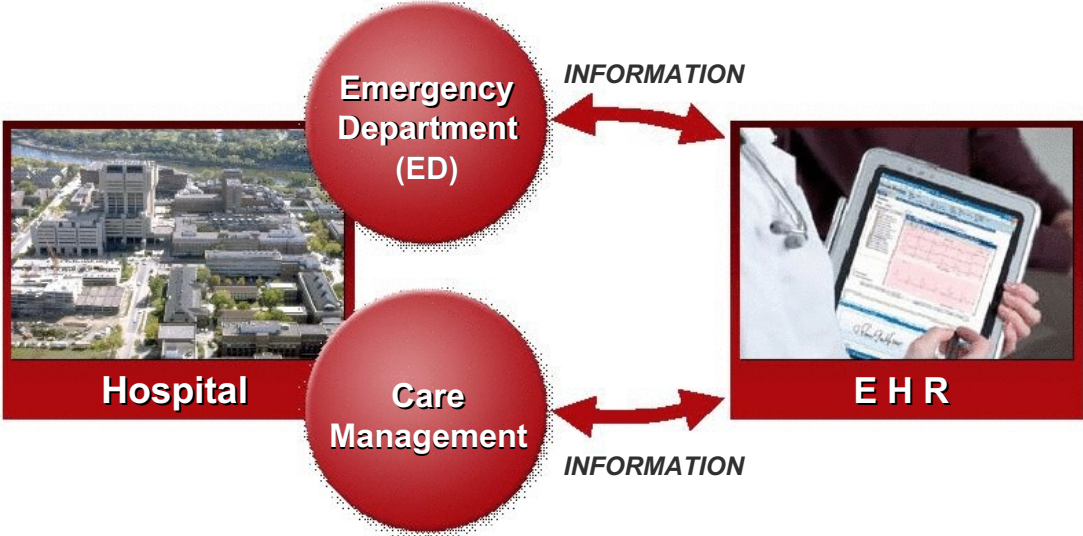 Emergency
Department
(ED)
INFORMATION
Hospital
Care
Management
INFORMATION
E H R